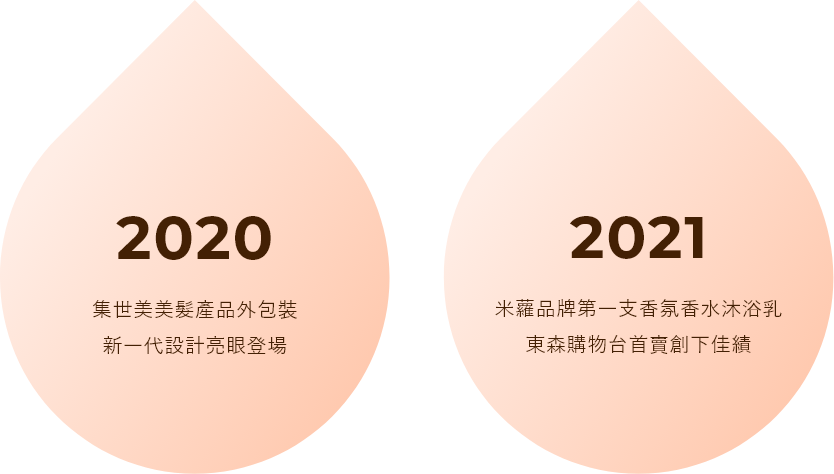 2020
集世美美髮產品外包裝
新一代設計亮眼登場
2021
米蘿品牌第一支香氛香水沐浴乳
東森購物台首賣創下佳績